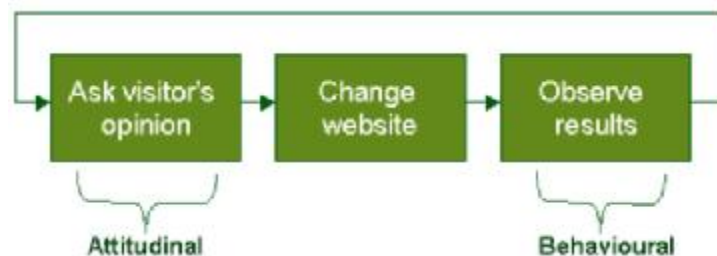 Ask visitor's
opinion
Change
website
Observe
results
Attitudinal
Behavioural